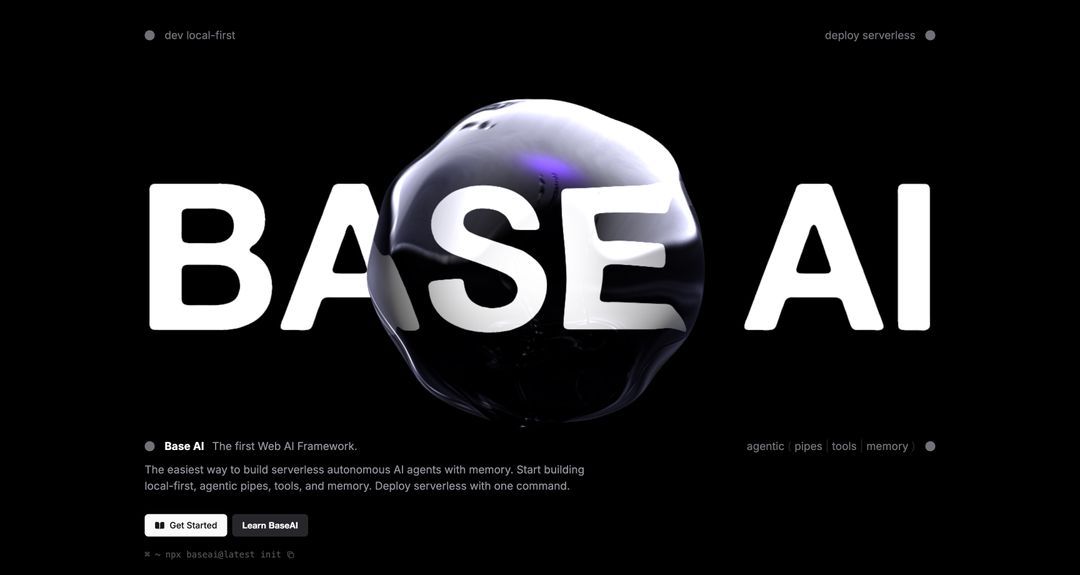 dev local-first
deploy serverless
BASE AI
Base AI The first Web AI Framework.
agentic ( pipes | tools | memory )
The easiest way to build serverless autonomous AI agents with memory. Start building
local-first, agentic pipes, tools, and memory. Deploy serverless with one command.
Get Started
Learn BaseAI
⌘ ~ npx baseai@latest init